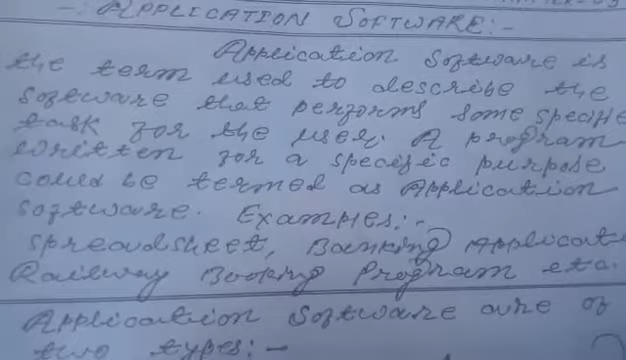 -: APPLICATION SOFTWARE:-
Application Software is
the term used to describe the
Software that performs some specific
task for the user. A program
written for a specific purpose
could be termed as Application
Software. Examples:-
spreadsheet, Banking Applicat
Railway Booking Program etc.
Application Software are of
two types:-